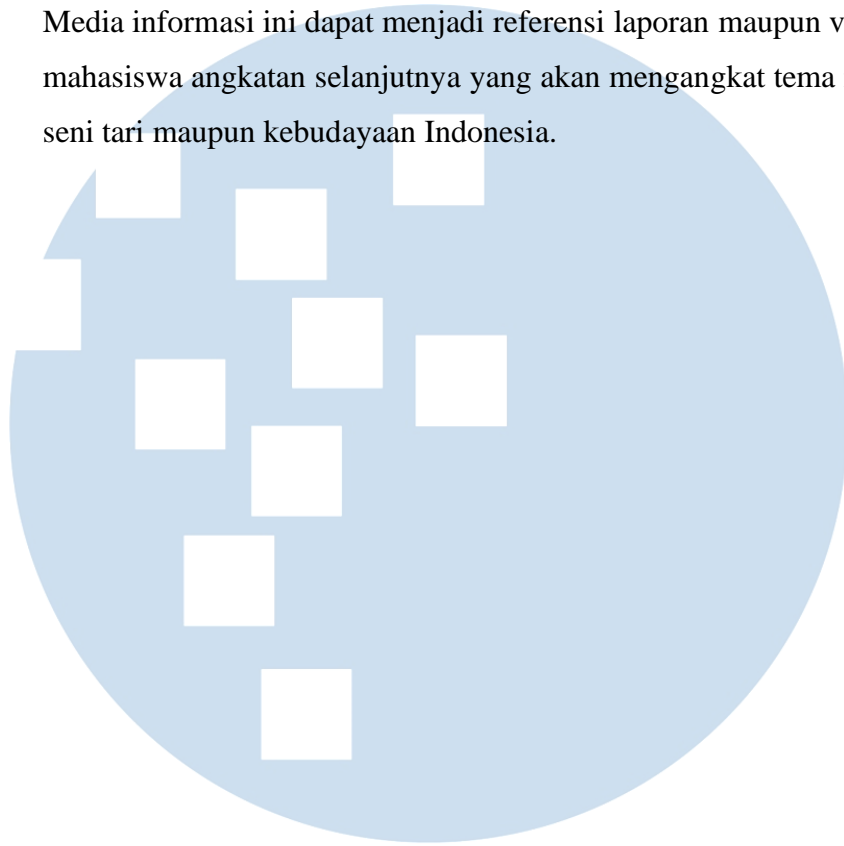 Media informasi ini dapat menjadi referensi laporan maupun v
mahasiswa angkatan selanjutnya yang akan mengangkat tema
seni tari maupun kebudayaan Indonesia.